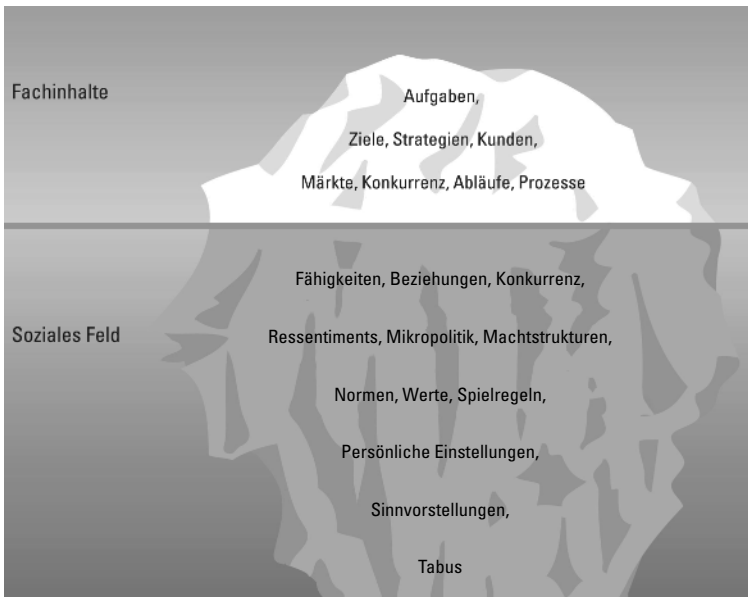 Fachinhalte
Aufgaben,
Ziele, Strategien, Kunden,
Märkte, Konkurrenz, Abläufe, Prozesse
Fähigkeiten, Beziehungen, Konkurrenz,
Soziales Feld
Ressentiments, Mikropolitik, Machtstrukturen,
Normen, Werte, Spielregeln,
Persönliche Einstellungen,
Sinnvorstellungen,
Tabus